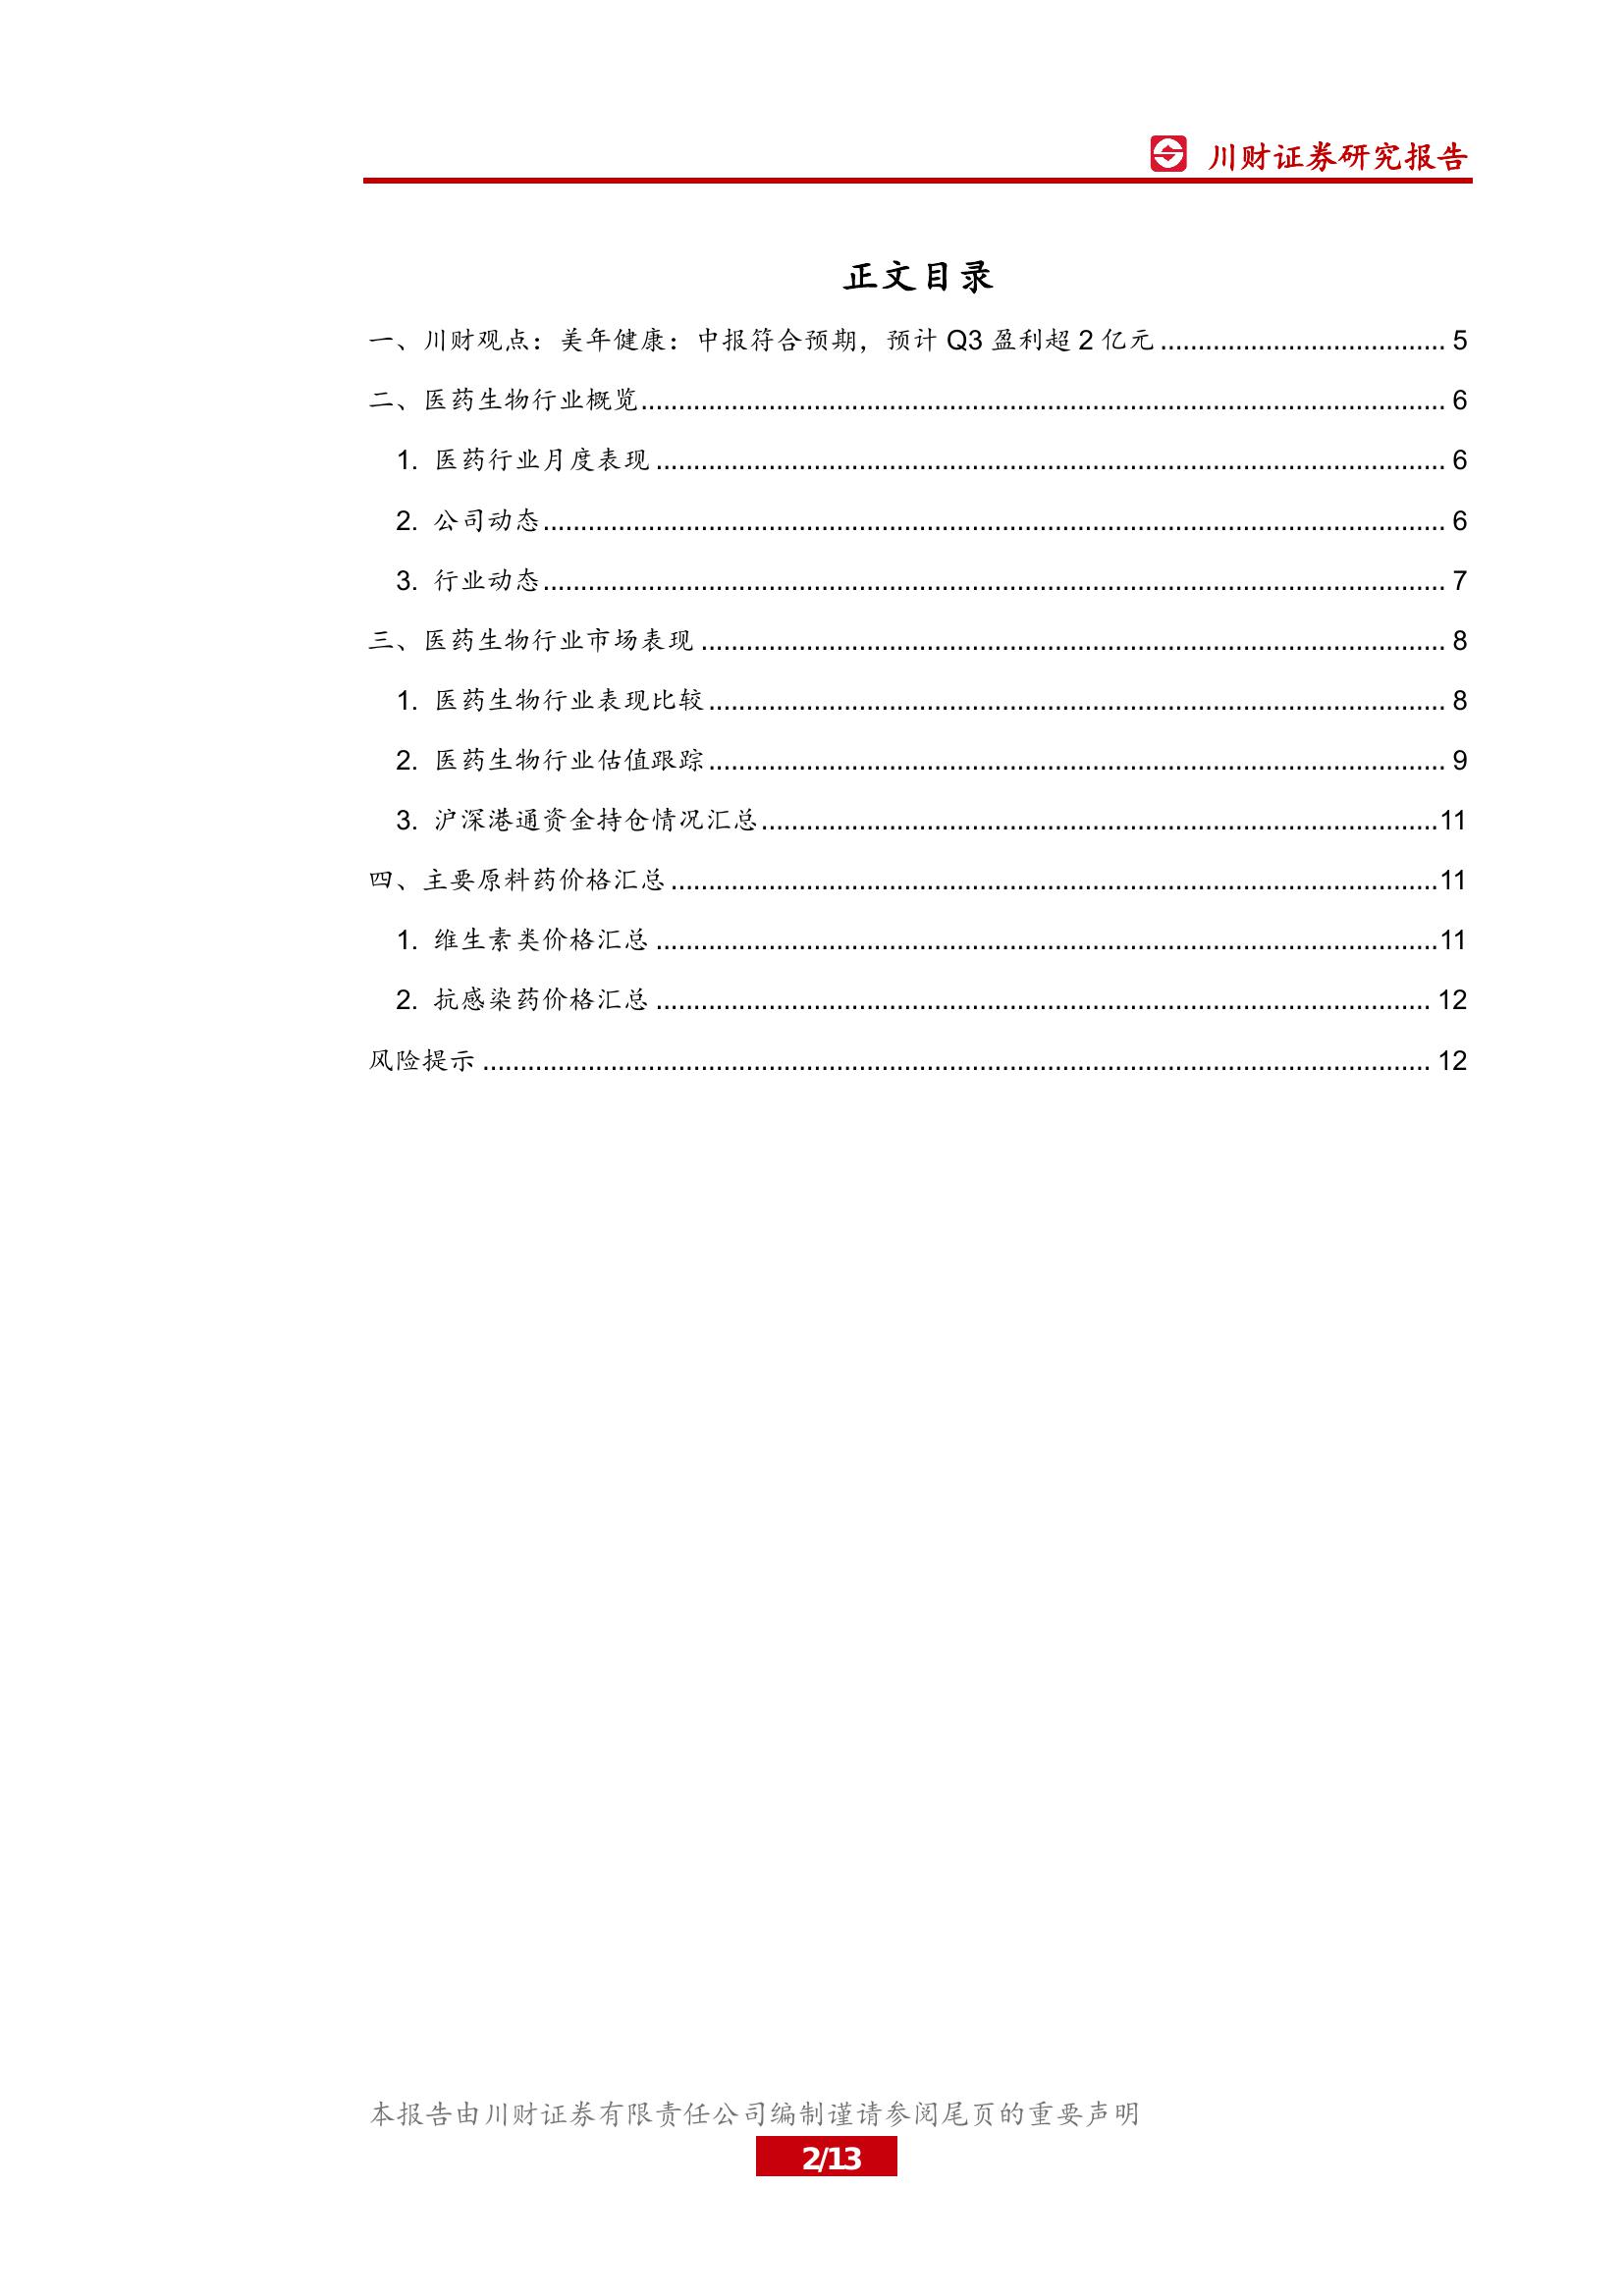 川财证券研究报告
正文目录
一、川财观点：美年健康：中报符合预期，预计 Q3 盈利超 2 亿元 ...................................... 5
二、医药生物行业概览 ........................................................................................................... 6
1. 医药行业月度表现 ......................................................................................................... 6
2. 公司动态 ........................................................................................................................ 6
3. 行业动态 ........................................................................................................................ 7
三、医药生物行业市场表现 ................................................................................................... 8
1. 医药生物行业表现比较 .................................................................................................. 8
2. 医药生物行业估值跟踪 .................................................................................................. 9
3. 沪深港通资金持仓情况汇总 .......................................................................................... 11
四、主要原料药价格汇总 ...................................................................................................... 11
1. 维生素类价格汇总 ........................................................................................................ 11
2. 抗感染药价格汇总 ....................................................................................................... 12
风险提示 .............................................................................................................................. 12
本报告由川财证券有限责任公司编制谨请参阅尾页的重要声明
2/13